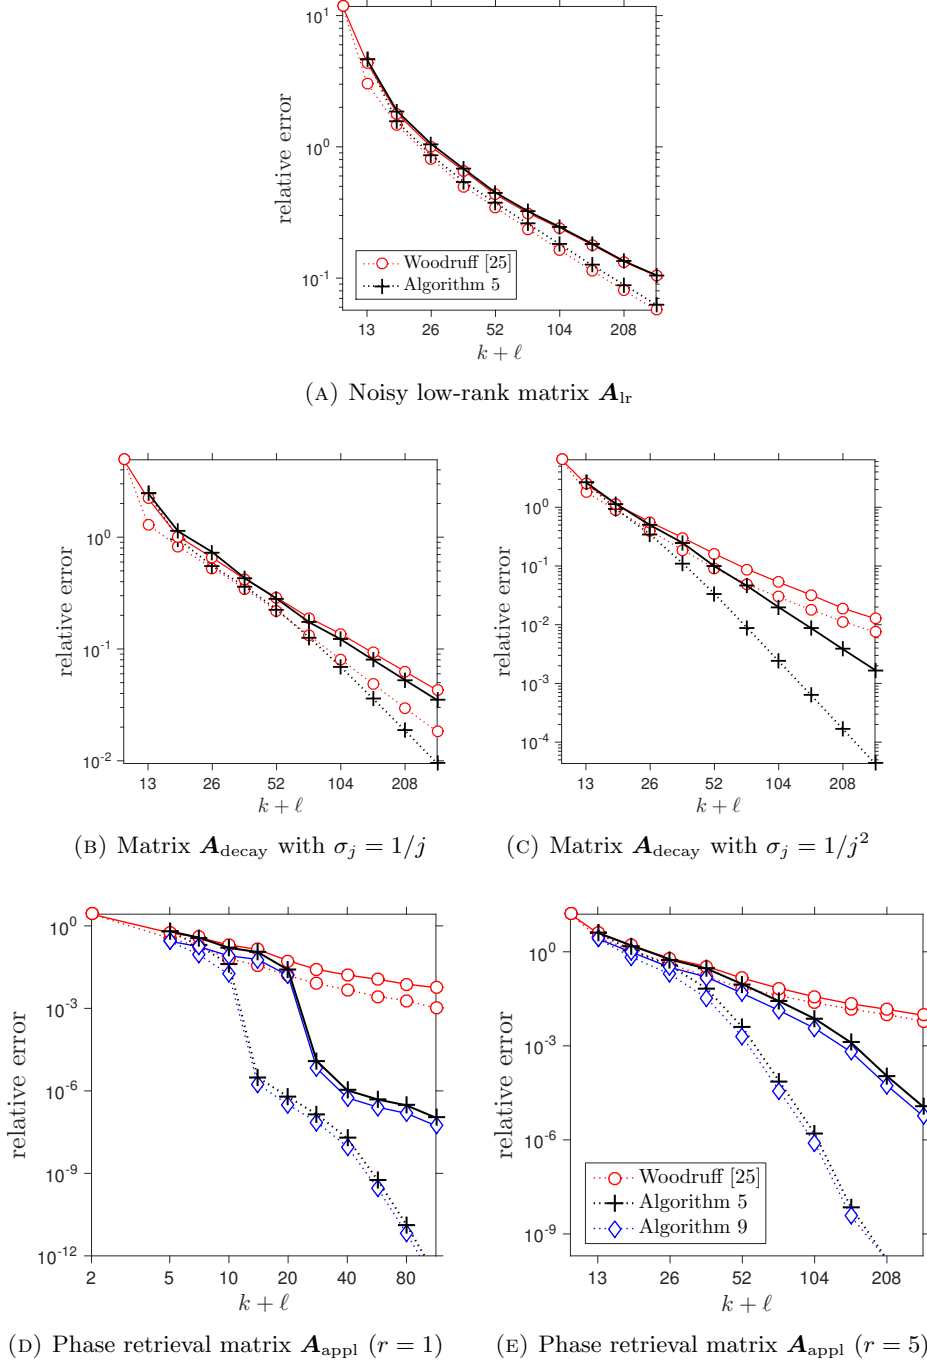 10^1
10^0
10^-1
relative error
Woodruff [25]
Algorithm 5
13 26 52 104 208
k + ℓ
(A) Noisy low-rank matrix A_lr
10^0
10^-1
10^-2
relative error
13 26 52 104 208
k + ℓ
(B) Matrix A_decay with σ_j = 1/j
10^0
10^-1
10^-2
10^-3
10^-4
relative error
13 26 52 104 208
k + ℓ
(C) Matrix A_decay with σ_j = 1/j^2
10^0
10^-3
10^-6
10^-9
10^-12
relative error
2 5 10 20 40 80
k + ℓ
(D) Phase retrieval matrix A_appl (r = 1)
10^0
10^-3
10^-6
10^-9
relative error
Woodruff [25]
Algorithm 5
Algorithm 9
13 26 52 104 208
k + ℓ
(E) Phase retrieval matrix A_appl (r = 5)